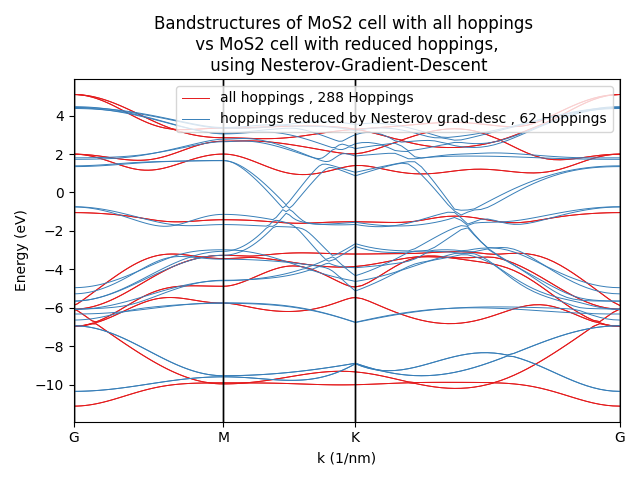 Bandstructures of MoS2 cell with all hoppings
vs MoS2 cell with reduced hoppings,
using Nesterov-Gradient-Descent
all hoppings , 288 Hoppings
hoppings reduced by Nesterov grad-desc , 62 Hoppings
Energy (eV)
4
2
0
−2
−4
−6
−8
−10
G M K G
k (1/nm)